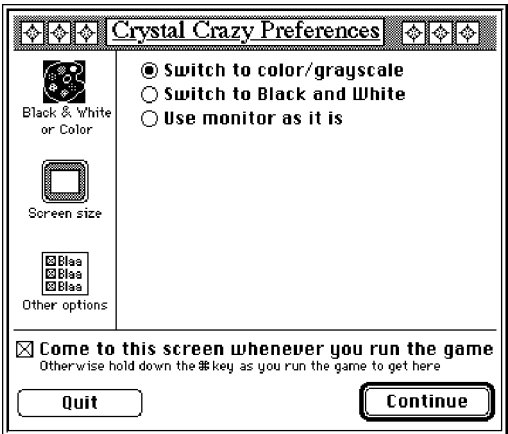 Crystal Crazy Preferences
Black & White
or Color
Screen size
Blaa
Blaa
Blaa
Other options
Switch to color/grayscale
Switch to Black and White
Use monitor as it is
Come to this screen whenever you run the game
Otherwise hold down the ⌘ key as you run the game to get here
Quit
Continue